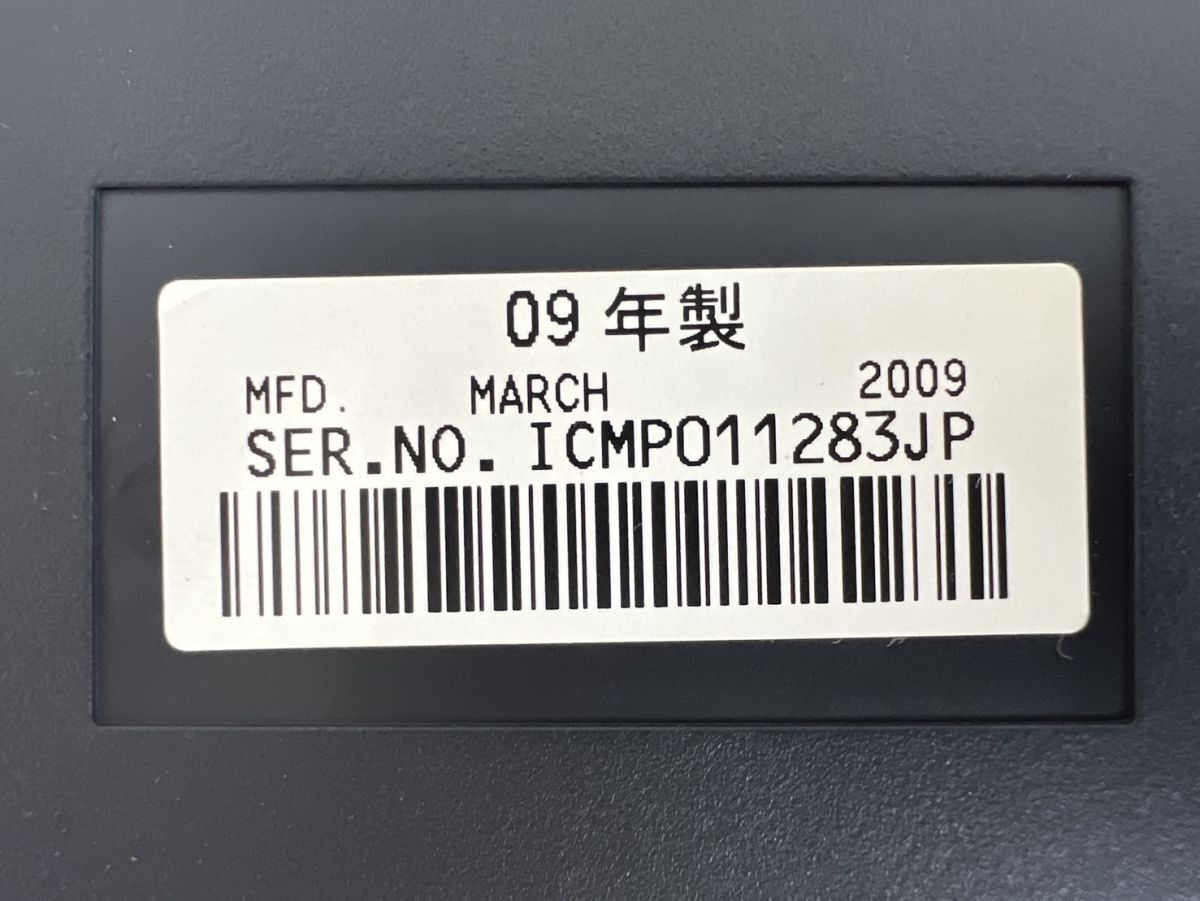 09 年製
MFD. MARCH 2009
SER.NO. ICMP011283JP